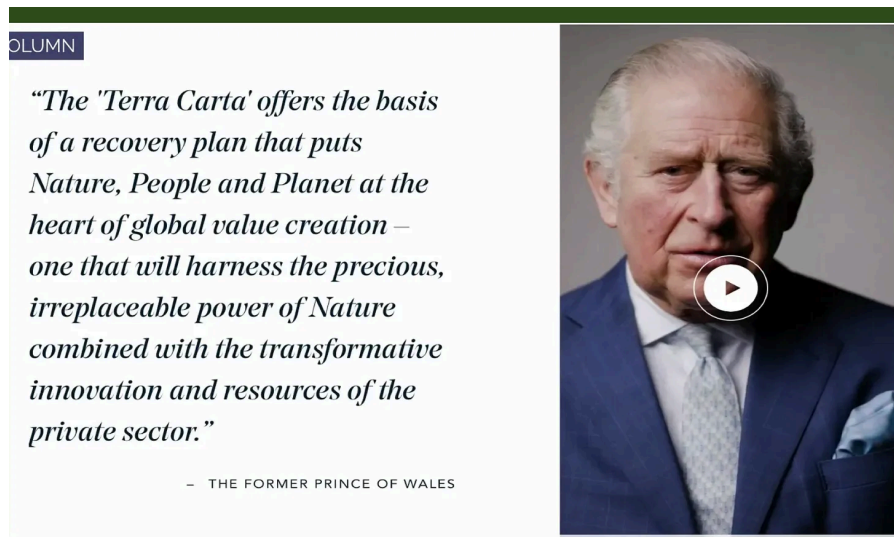 OLUMN
“The 'Terra Carta' offers the basis
of a recovery plan that puts
Nature, People and Planet at the
heart of global value creation –
one that will harness the precious,
irreplaceable power of Nature
combined with the transformative
innovation and resources of the
private sector.”
– THE FORMER PRINCE OF WALES